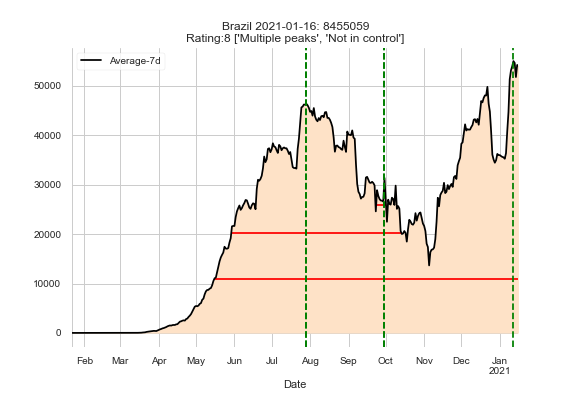 Brazil 2021-01-16: 8455059
Rating:8 ['Multiple peaks', 'Not in control']
Average-7d
50000
40000
30000
20000
10000
0
Feb Mar Apr May Jun Jul Aug Sep Oct Nov Dec Jan
2021
Date